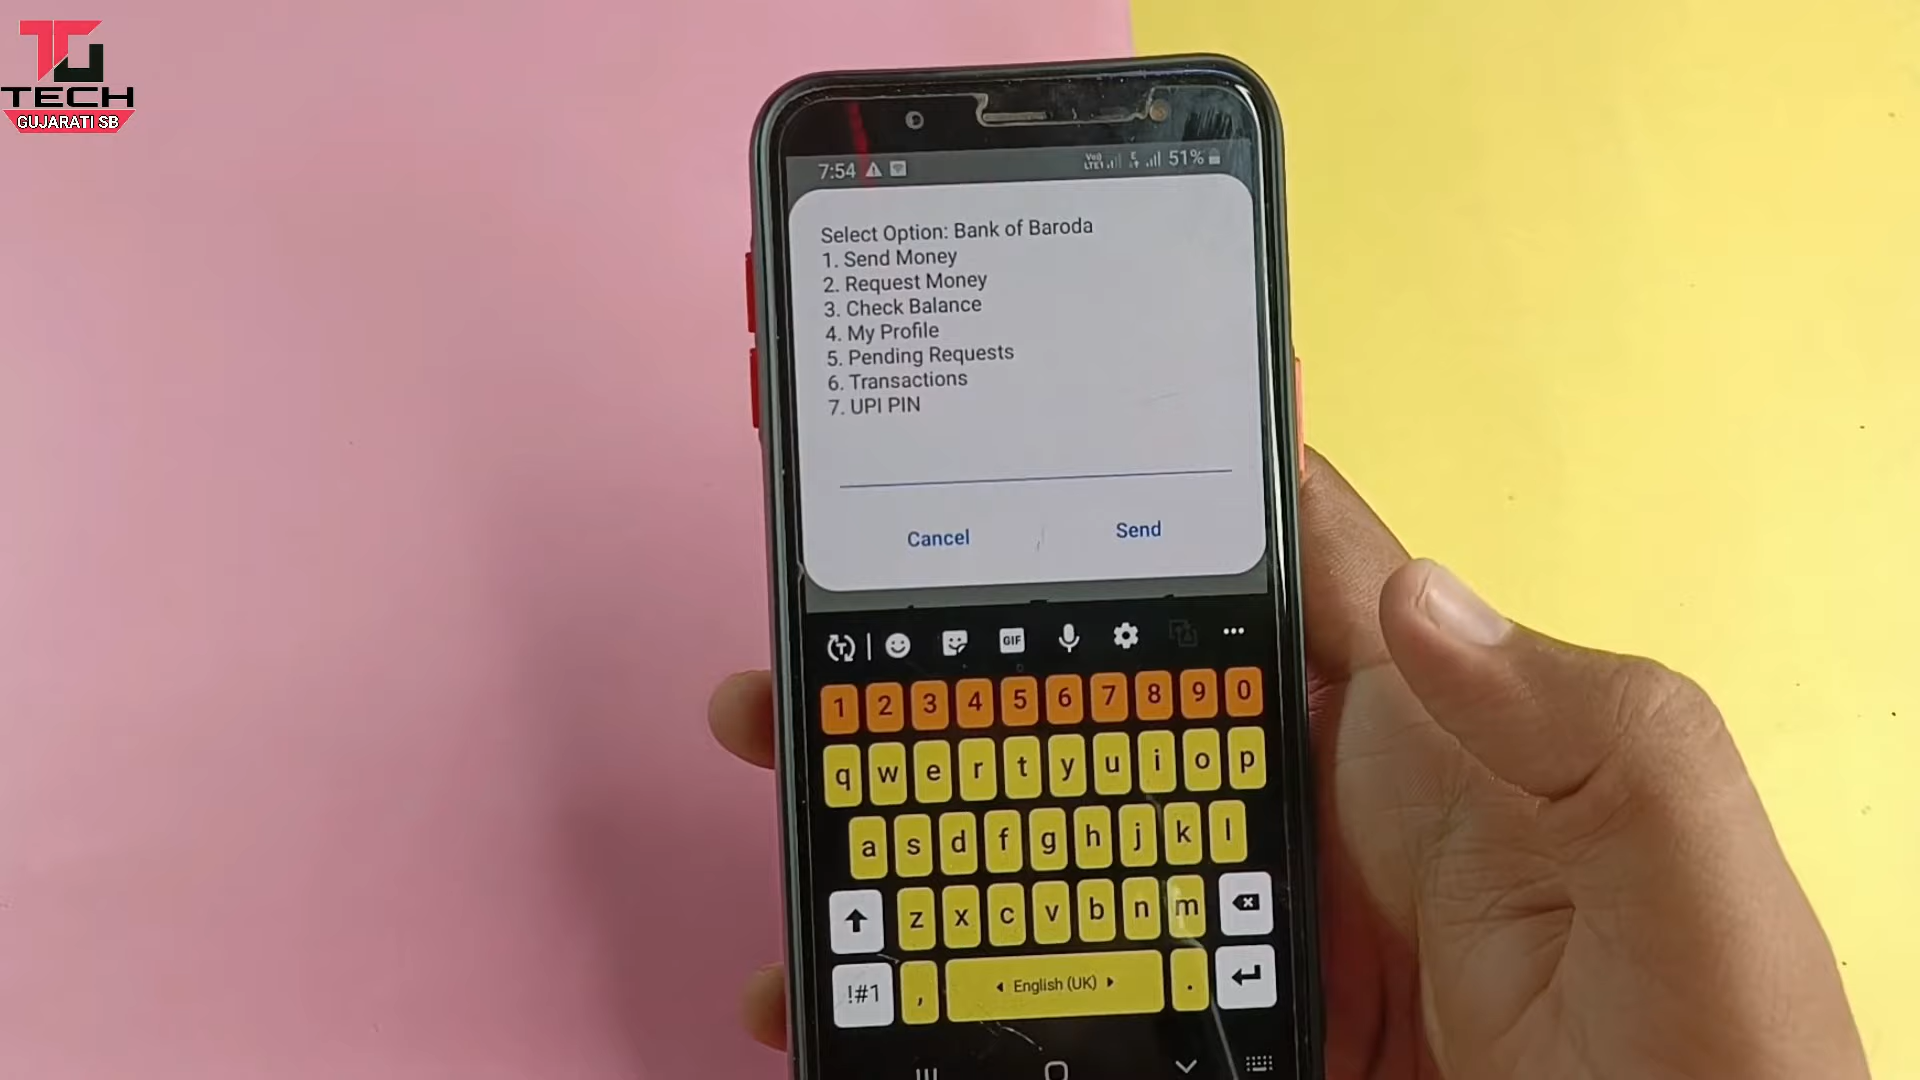 TECH
GUJARATI SB
7:54 51%
Select Option: Bank of Baroda
1. Send Money
2. Request Money
3. Check Balance
4. My Profile
5. Pending Requests
6. Transactions
7. UPI PIN
Cancel Send
GIF
1 2 3 4 5 6 7 8 9 0
q w e r t y u i o p
a s d f g h j k l
z x c v b n m
!#1 , English (UK) .